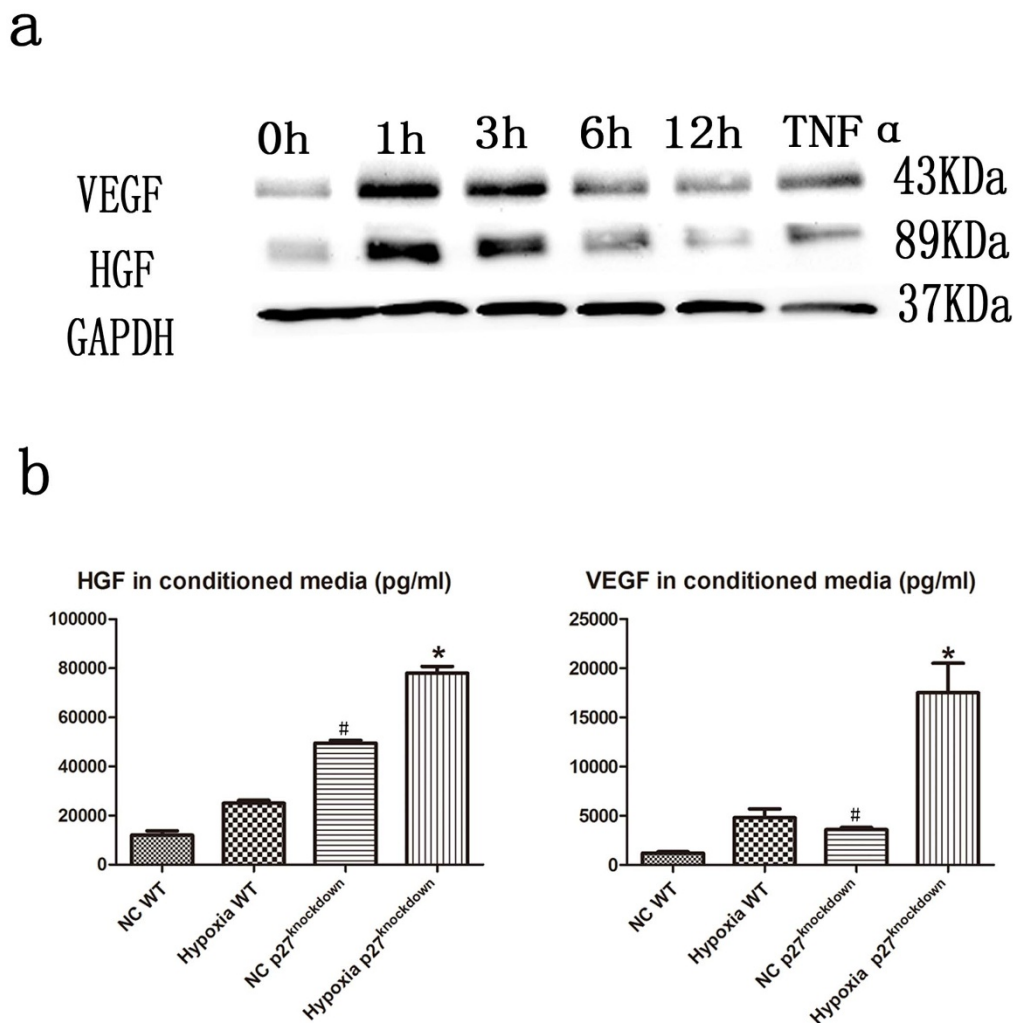 a
0h 1h 3h 6h 12h TNF α
VEGF 43KDa
HGF 89KDa
GAPDH 37KDa
b
HGF in conditioned media (pg/ml)
100000
80000
60000
40000
20000
0
#
*
NC WT
Hypoxia WT
NC p27knockdown
Hypoxia p27knockdown
VEGF in conditioned media (pg/ml)
25000
20000
15000
10000
5000
0
#
*
NC WT
Hypoxia WT
NC p27knockdown
Hypoxia p27knockdown